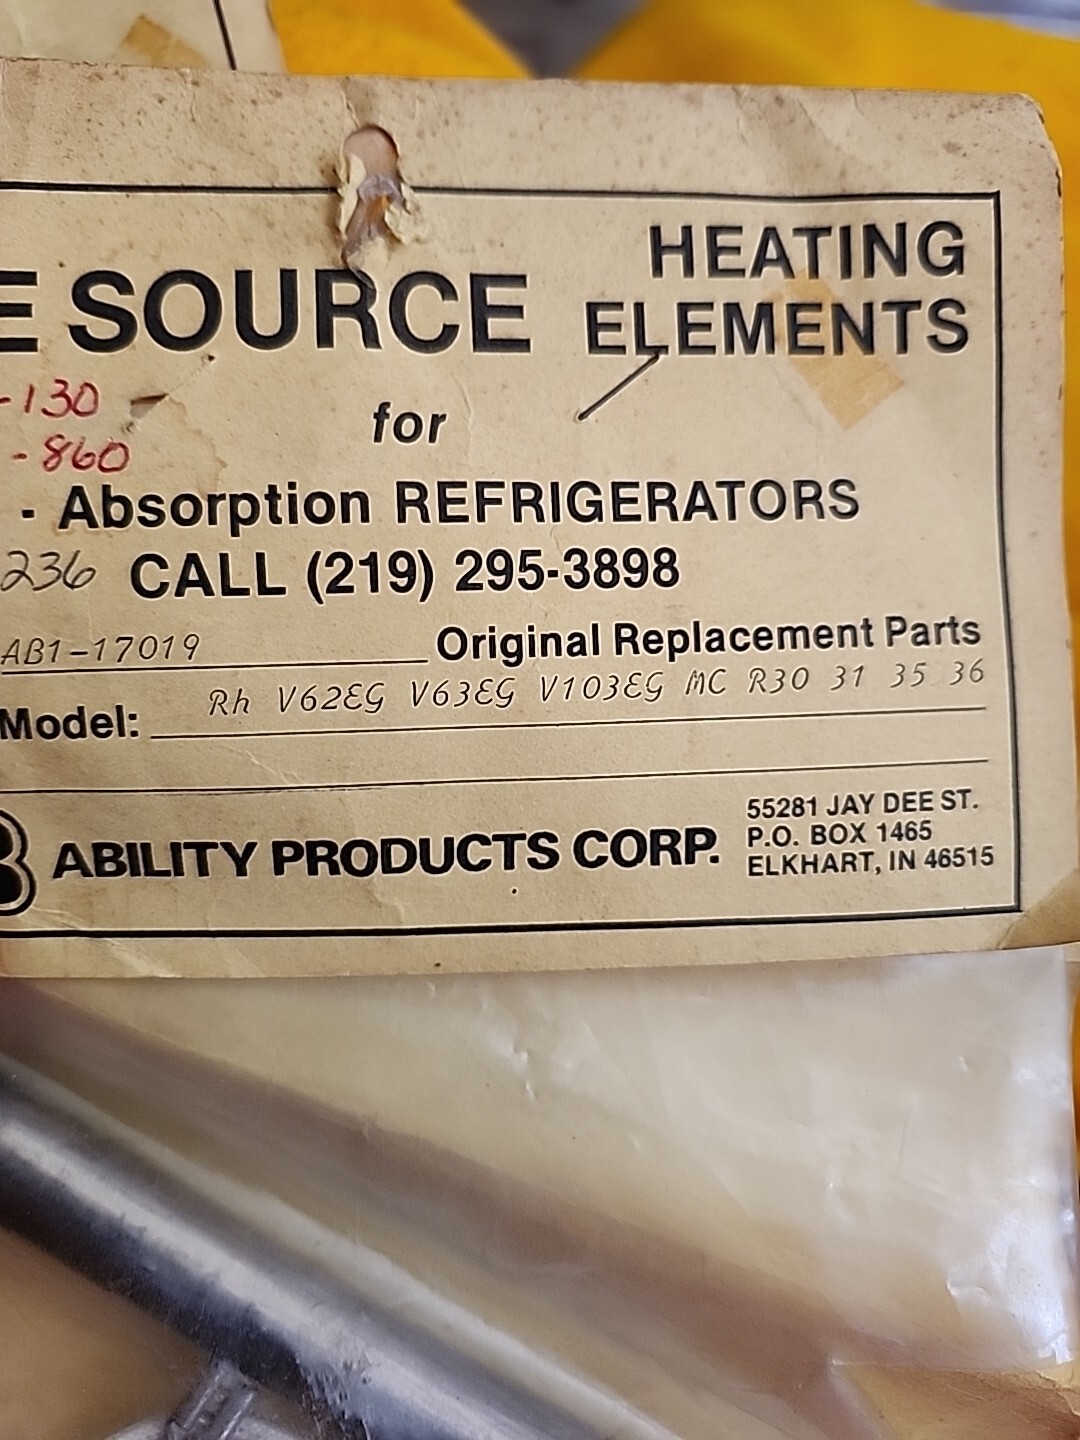 HEATING
E SOURCE ELEMENTS
-130
for
-860
- Absorption REFRIGERATORS
236 CALL (219) 295-3898
AB1-17019 Original Replacement Parts
Model: Rh V62EG V63EG V103EG MC R30 31 35 36
B ABILITY PRODUCTS CORP.
55281 JAY DEE ST.
P.O. BOX 1465
ELKHART, IN 46515